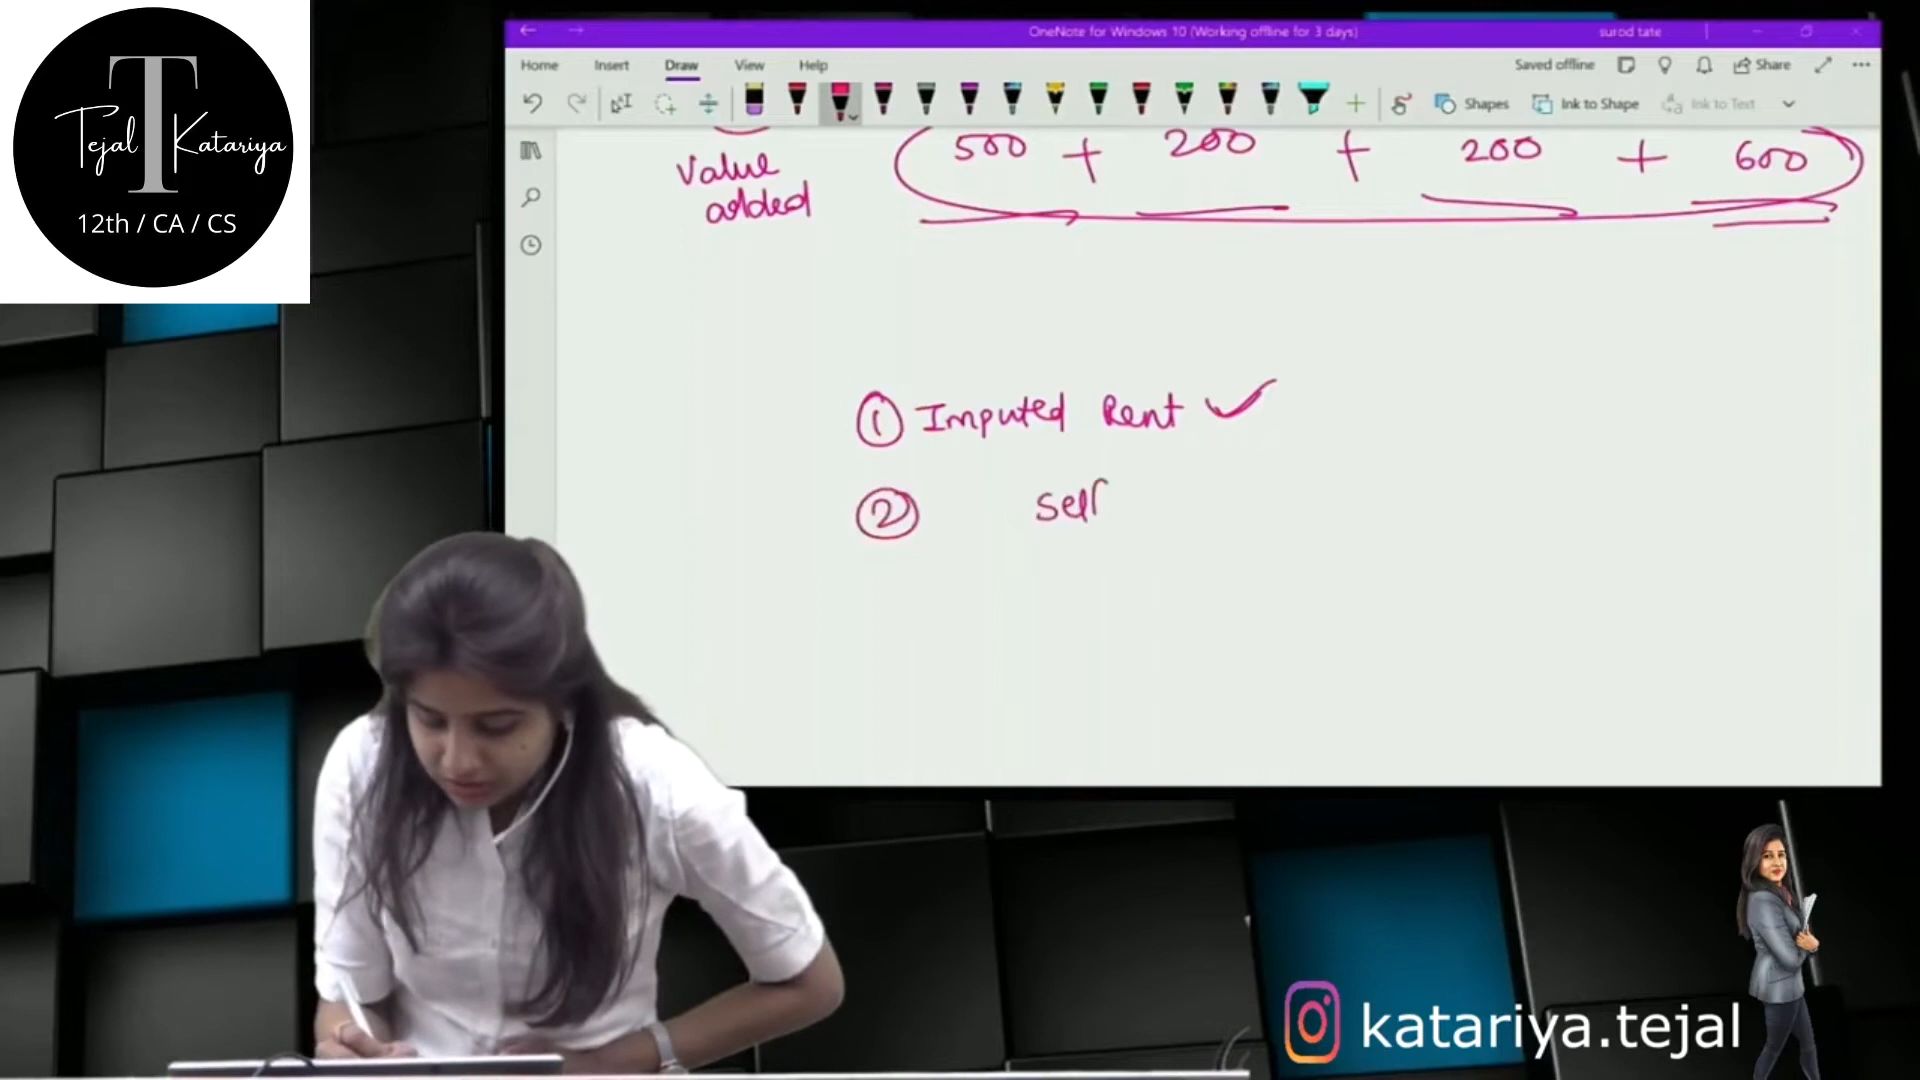 T
Tejal Katariya
12th / CA / CS
OneNote for Windows 10 (Working offline for 3 days)
surod tate
Home Insert Draw View Help
Saved offline
Share
Shapes
Ink to Shape
Ink to Text
Value added
500 + 200 + 200 + 600
① Imputed Rent ✓
② Self
katariya.tejal